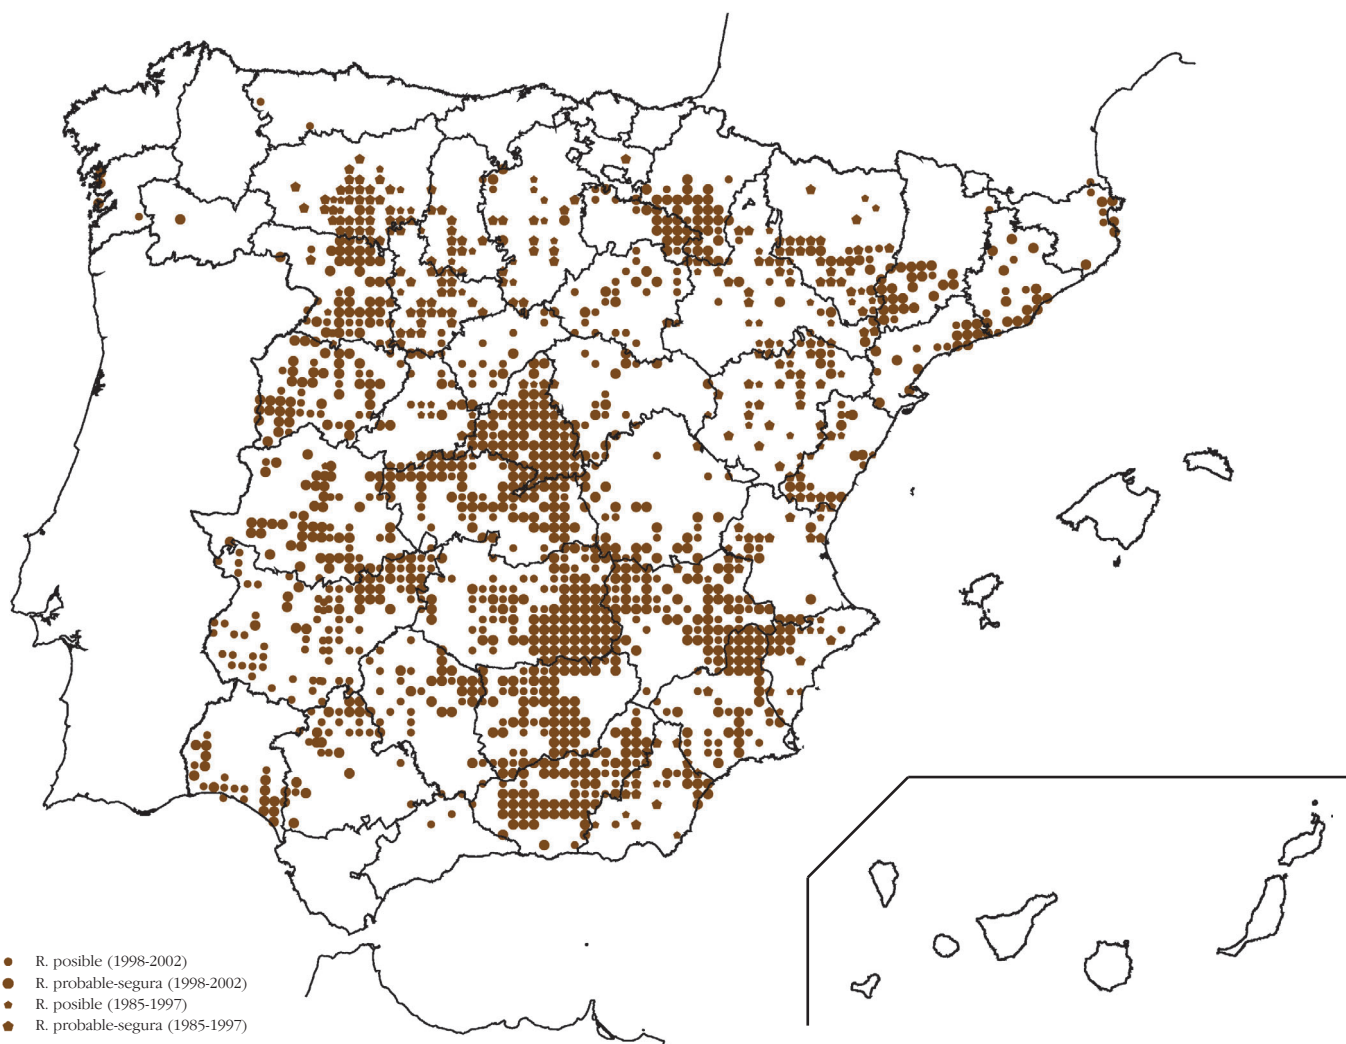 R. posible (1998-2002)
R. probable-segura (1998-2002)
R. posible (1985-1997)
R. probable-segura (1985-1997)